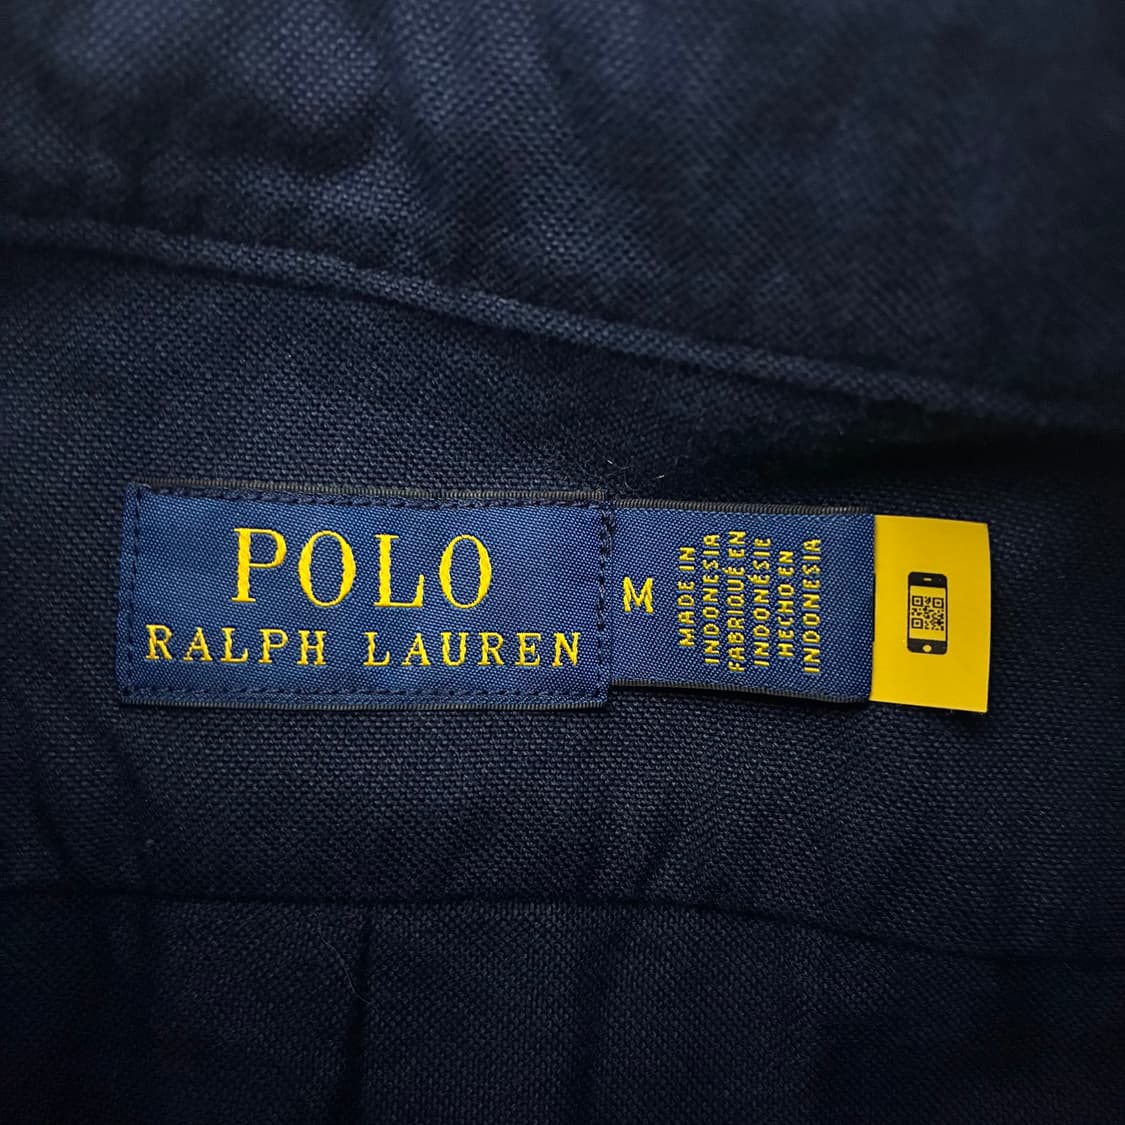 POLO
RALPH LAUREN
M
MADE IN
INDONESIA
FABRIQUÉ EN
INDONÉSIE
HECHO EN
INDONESIA